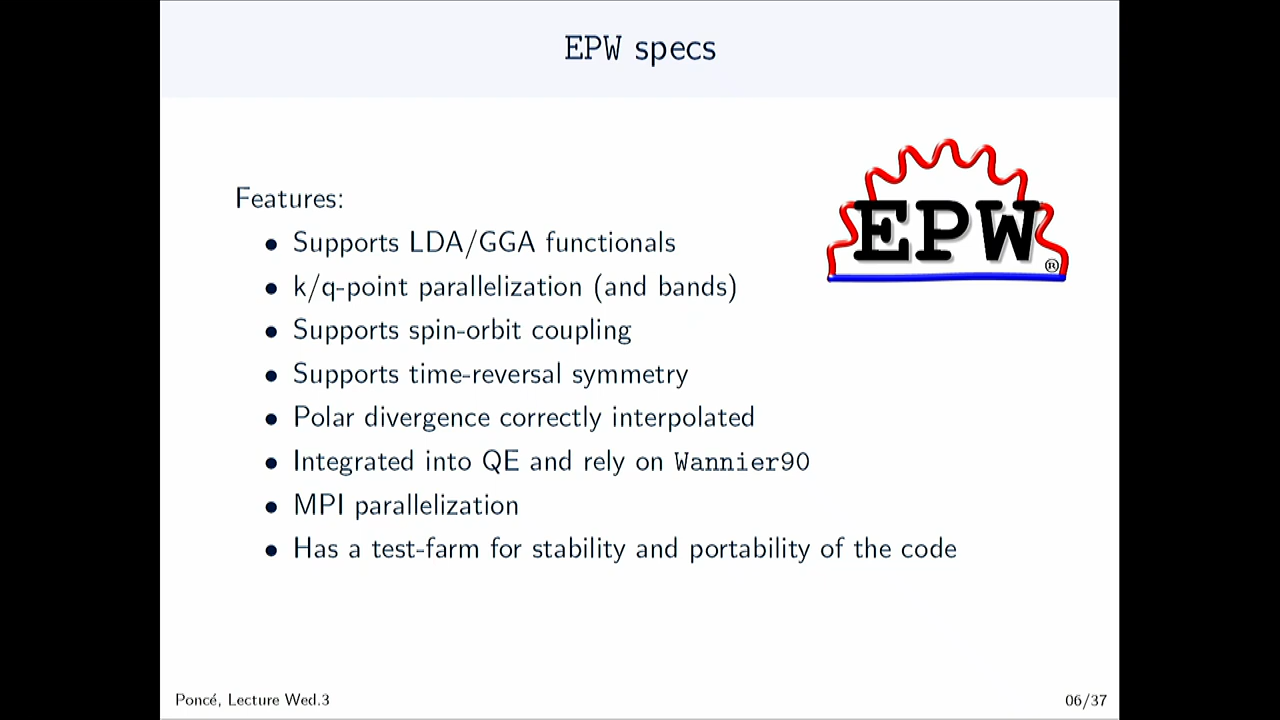 EPW specs
EPW
®
Features:
• Supports LDA/GGA functionals
• k/q-point parallelization (and bands)
• Supports spin-orbit coupling
• Supports time-reversal symmetry
• Polar divergence correctly interpolated
• Integrated into QE and rely on Wannier90
• MPI parallelization
• Has a test-farm for stability and portability of the code
Poncé, Lecture Wed.3
06/37